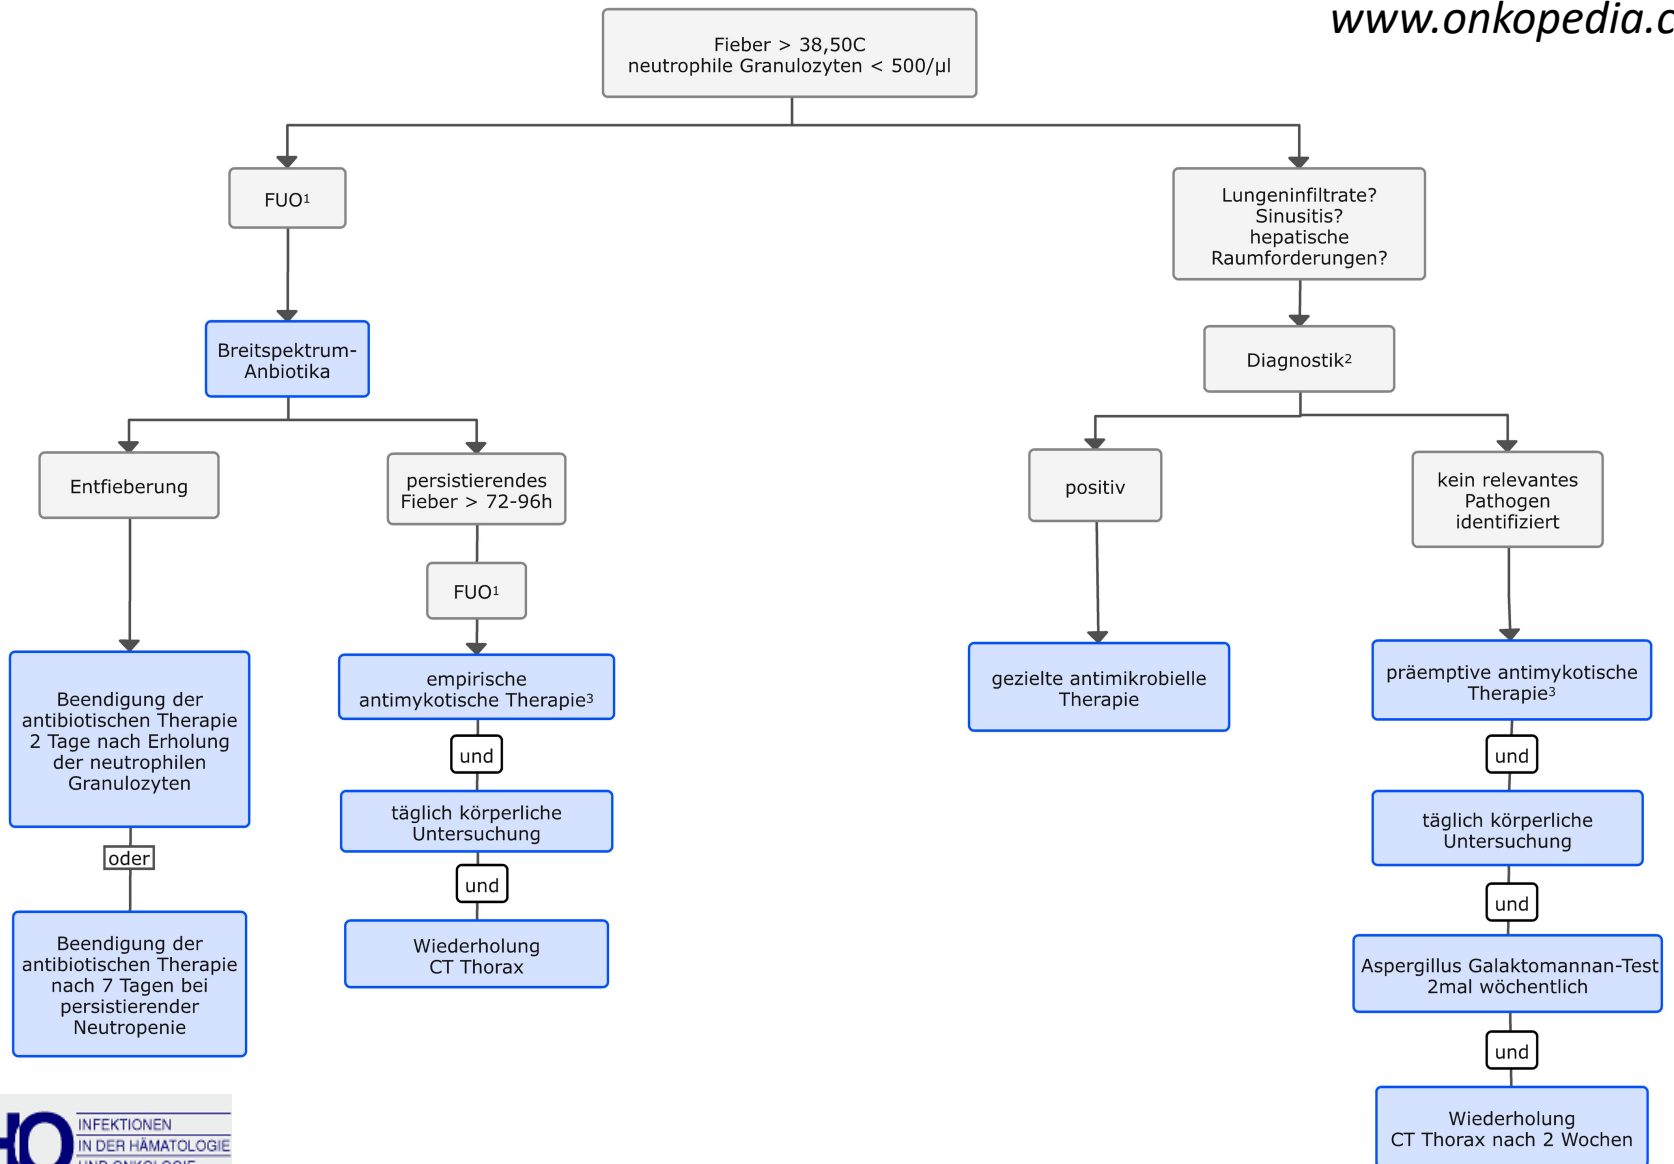 www.onkopedia.c
Fieber > 38,50C
neutrophile Granulozyten < 500/µl
FUO¹
Lungeninfiltrate?
Sinusitis?
hepatische
Raumforderungen?
Breitspektrum-
Anbiotika
Diagnostik²
Entfieberung
persistierendes
Fieber > 72-96h
positiv
kein relevantes
Pathogen
identifiziert
FUO¹
Beendigung der
antibiotischen Therapie
2 Tage nach Erholung
der neutrophilen
Granulozyten
empirische
antimykotische Therapie³
gezielte antimikrobielle
Therapie
präemptive antimykotische
Therapie³
und
und
täglich körperliche
Untersuchung
täglich körperliche
Untersuchung
oder
und
und
Beendigung der
antibiotischen Therapie
nach 7 Tagen bei
persistierender
Neutropenie
Wiederholung
CT Thorax
Aspergillus Galaktomannan-Test
2mal wöchentlich
und
Wiederholung
CT Thorax nach 2 Wochen
HO
INFEKTIONEN
IN DER HÄMATOLOGIE
UND ONKOLOGIE